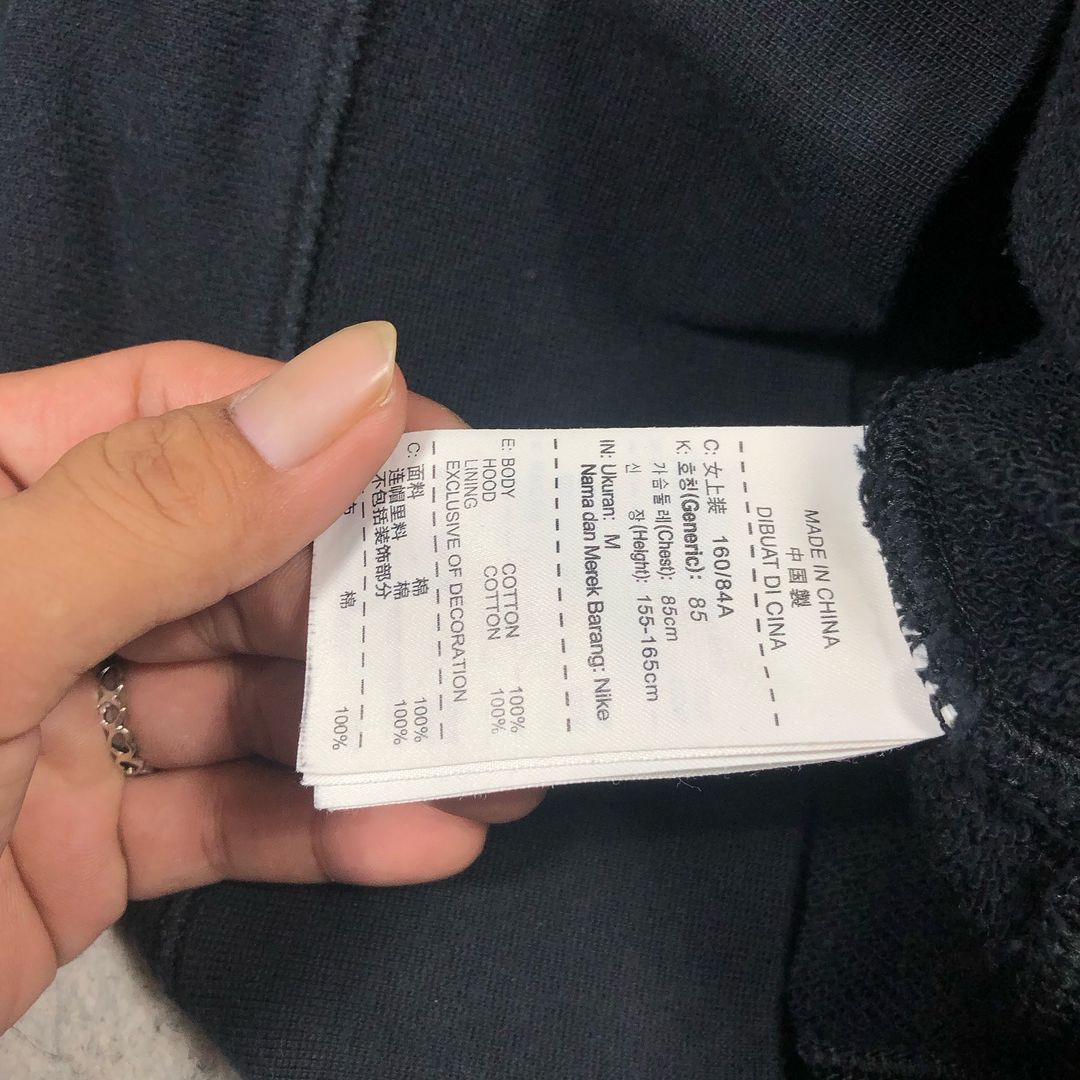 MADE IN CHINA
中国製
DIBUAT DI CINA
C: 女上装 160/84A
K: 호칭(Generic): 85
가슴둘레(Chest): 85cm
신 장(Height): 155-165cm
IN: Ukuran: M
Nama dan Merek Barang: Nike
E: BODY COTTON 100%
HOOD COTTON 100%
LINING
EXCLUSIVE OF DECORATION
C: 面料 棉 100%
连帽里料 棉 100%
不包括装饰部分
布 棉 100%